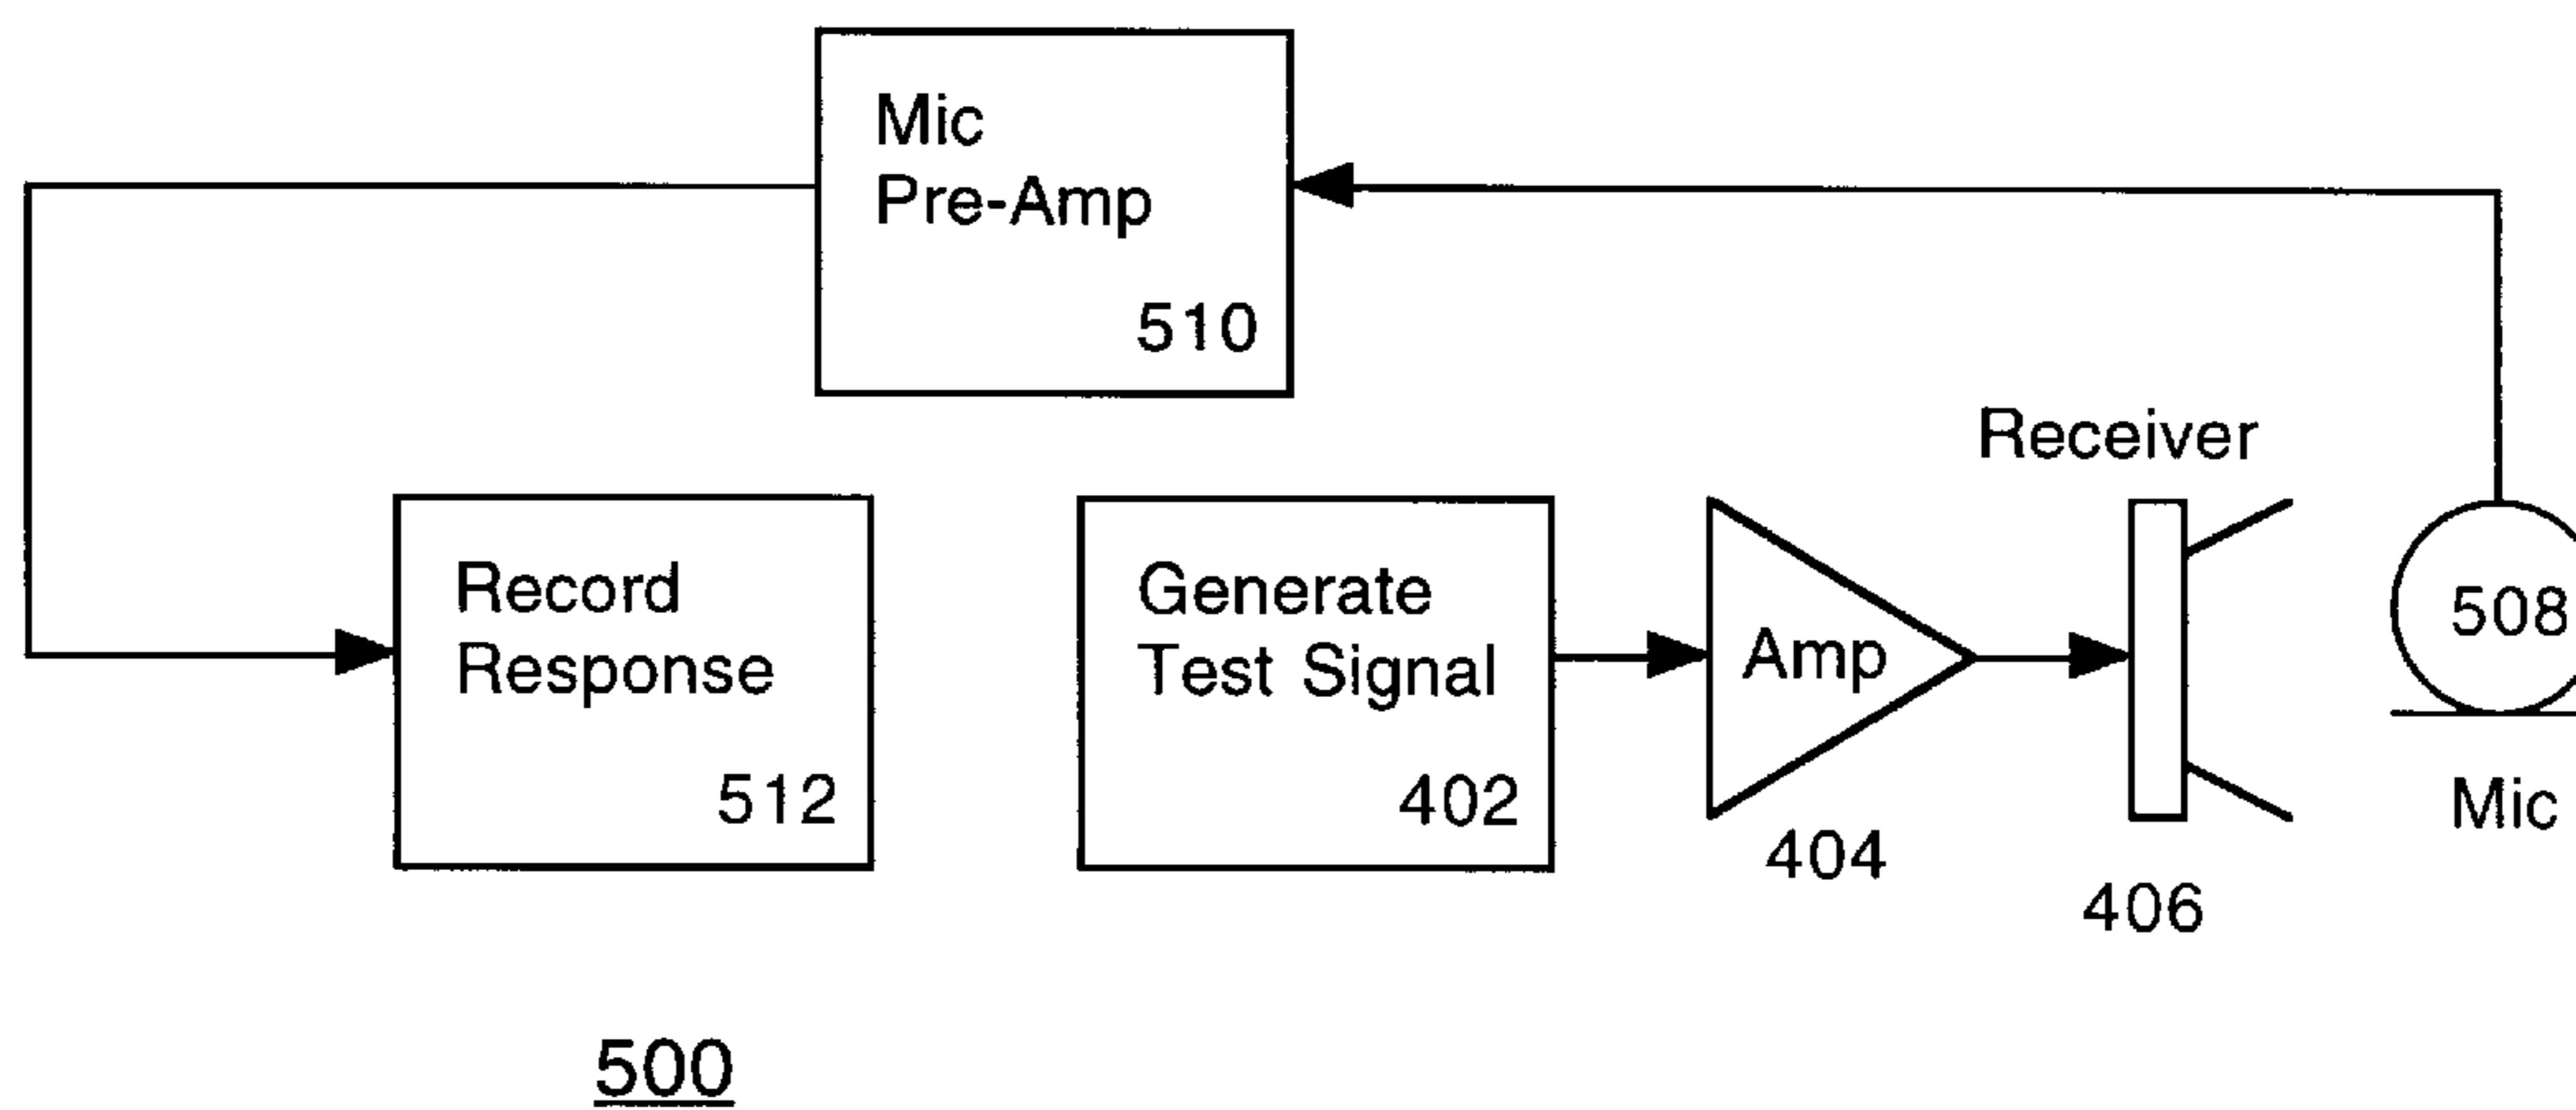 Mic
Pre-Amp
510
Receiver
Record
Response
512
Generate
Test Signal
402
Amp
404
406
508
Mic
500